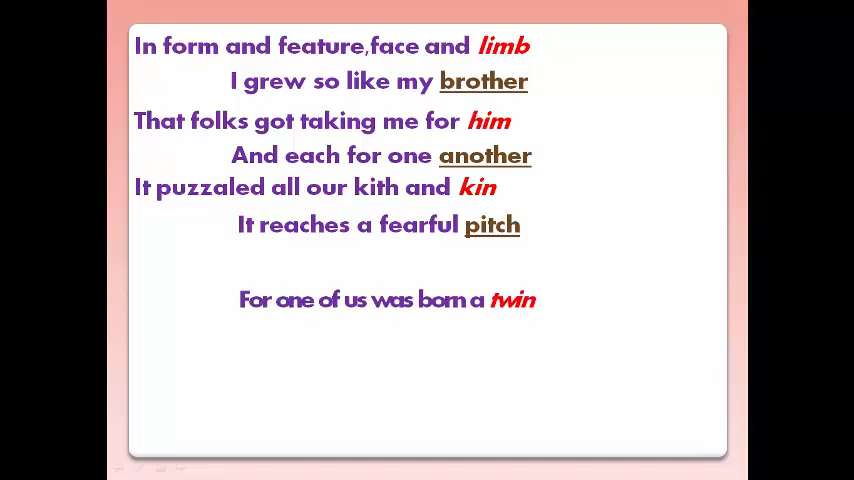 In form and feature,face and limb
I grew so like my brother
That folks got taking me for him
And each for one another
It puzzaled all our kith and kin
It reaches a fearful pitch
For one of us was born a twin